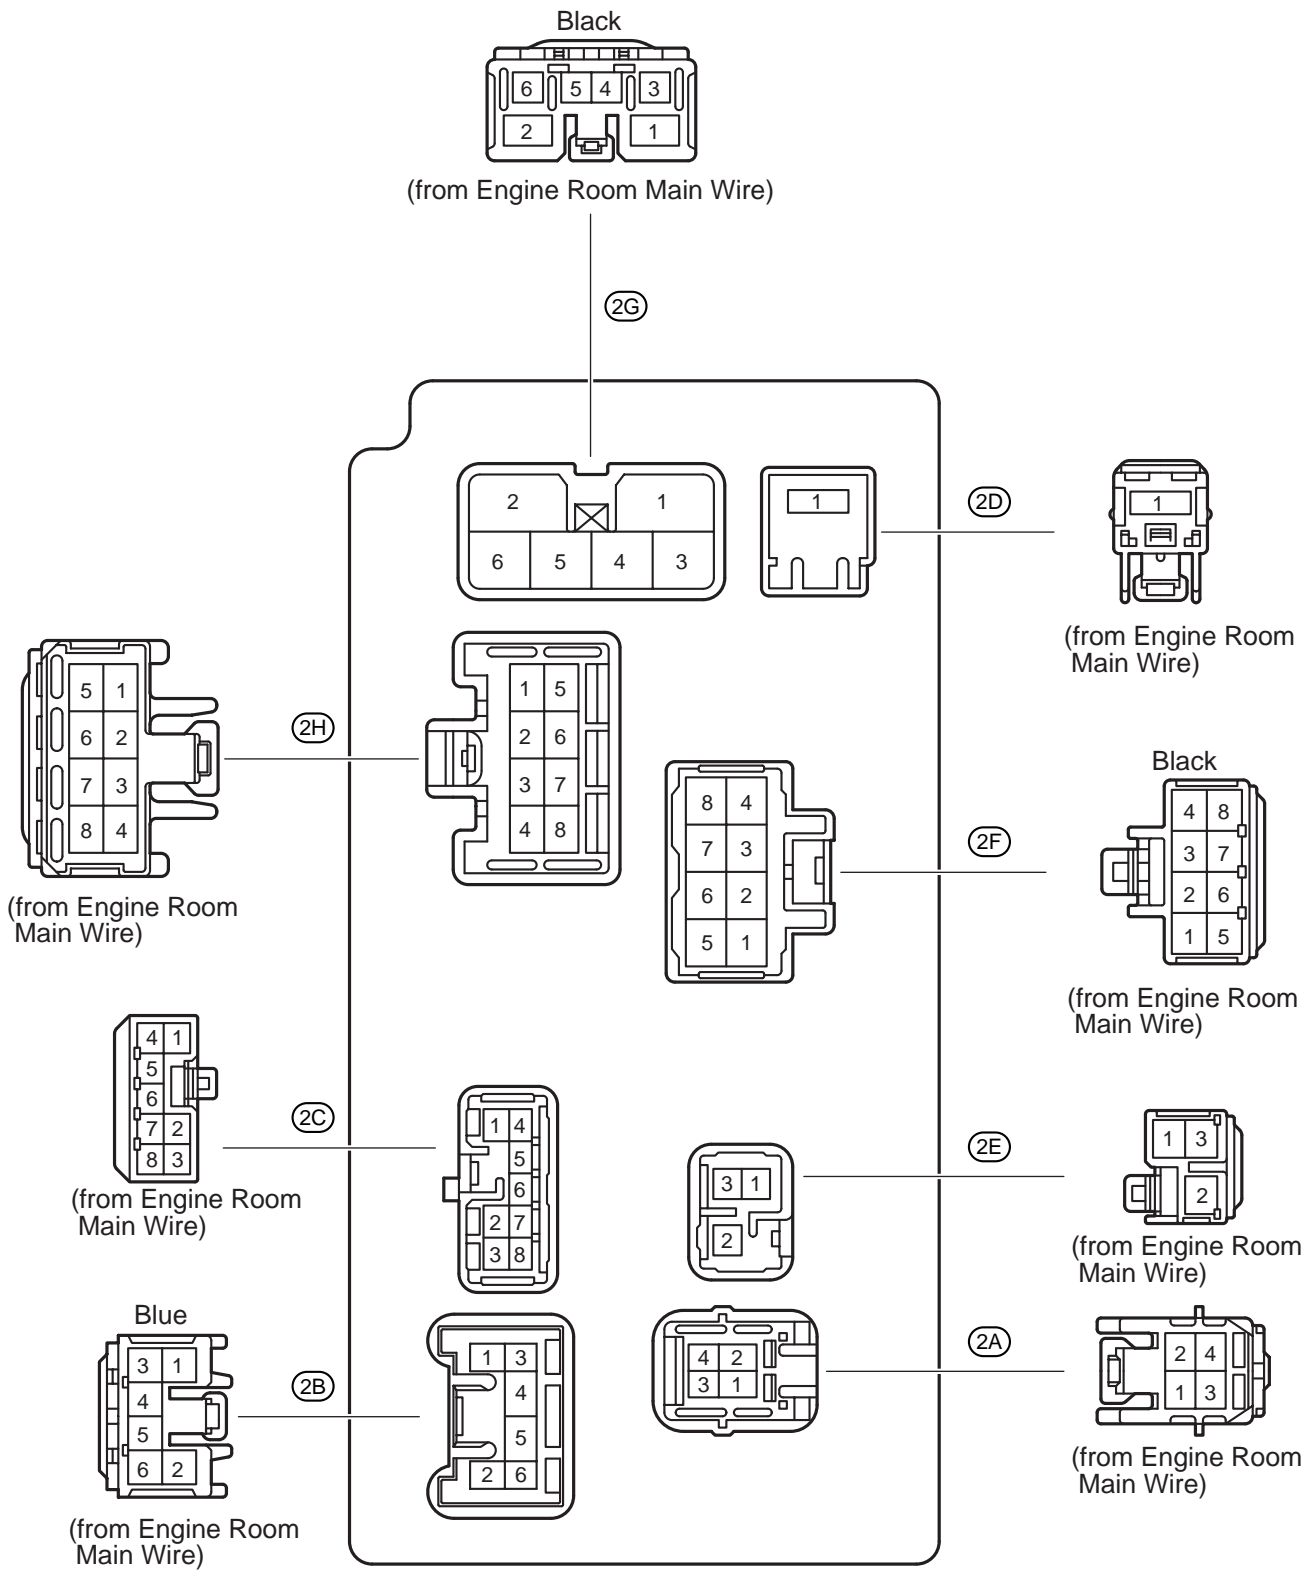 Black
6 5 4 3
2 1
(from Engine Room Main Wire)
2G
2 1
6 5 4 3
1
2D
1
(from Engine Room
Main Wire)
5 1
6 2
7 3
8 4
(from Engine Room
Main Wire)
2H
1 5
2 6
3 7
4 8
8 4
7 3
6 2
5 1
2F
Black
4 8
3 7
2 6
1 5
(from Engine Room
Main Wire)
4 1
5
6
7 2
8 3
(from Engine Room
Main Wire)
2C
1 4
5
6
2 7
3 8
3 1
2
2E
1 3
2
(from Engine Room
Main Wire)
Blue
3 1
4
5
6 2
(from Engine Room
Main Wire)
2B
1 3
4
5
2 6
4 2
3 1
2A
2 4
1 3
(from Engine Room
Main Wire)